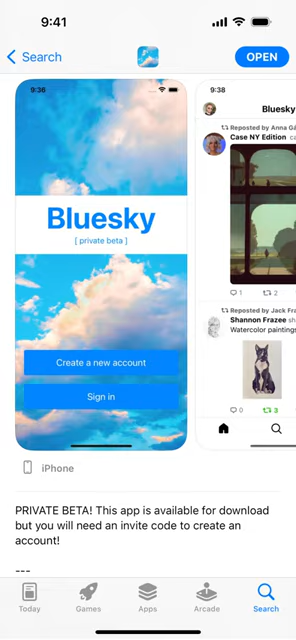 9:41
Search
OPEN
9:36
Bluesky
[ private beta ]
Create a new account
Sign in
9:38
Bluesky
Reposted by Anna G
Case NY Edition
1
2
Reposted by Jack Fra
Shannon Frazee sh
Watercolor paintings
0
3
iPhone
PRIVATE BETA! This app is available for download
but you will need an invite code to create an
account!
---
Today
Games
Apps
Arcade
Search